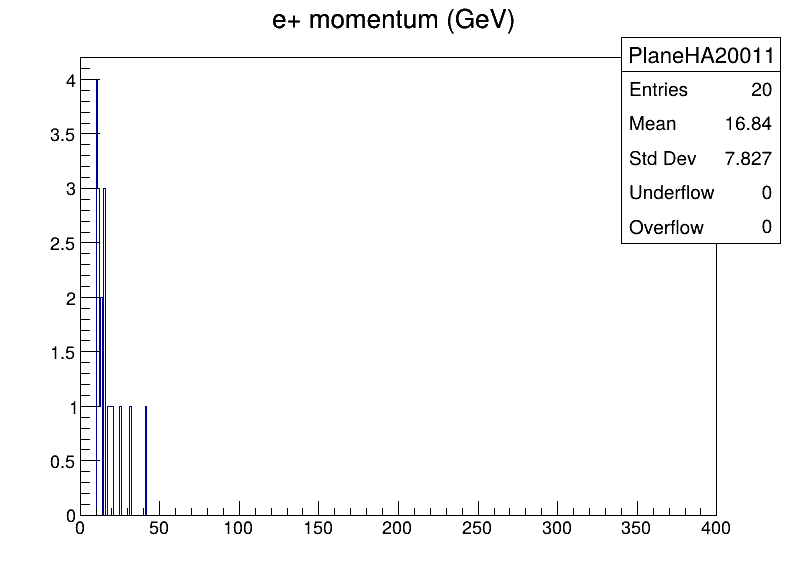 e+ momentum (GeV)
PlaneHA20011
Entries 20
Mean 16.84
Std Dev 7.827
Underflow 0
Overflow 0
4
3.5
3
2.5
2
1.5
1
0.5
0
0 50 100 150 200 250 300 350 400